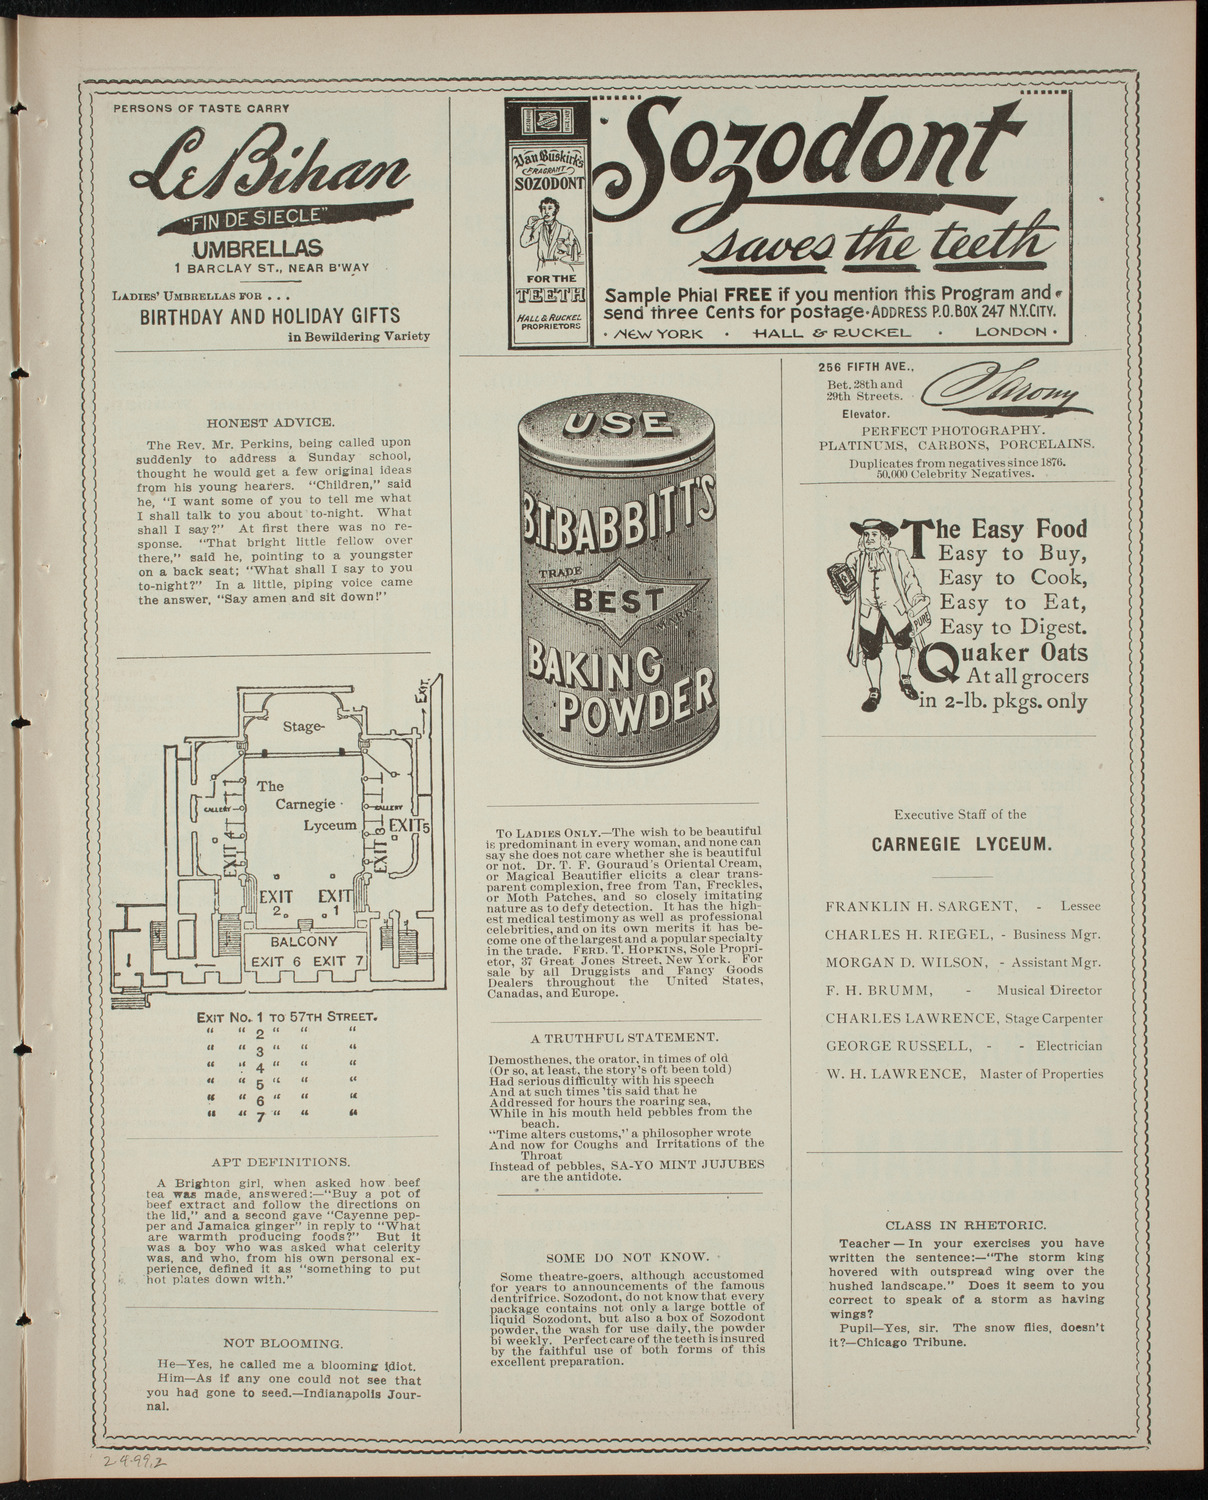 PERSONS OF TASTE CARRY
Le Bihan
"FIN DE SIECLE"
UMBRELLAS
1 BARCLAY ST., NEAR B'WAY
LADIES' UMBRELLAS FOR . . .
BIRTHDAY AND HOLIDAY GIFTS
in Bewildering Variety
HONEST ADVICE.
The Rev. Mr. Perkins, being called upon
suddenly to address a Sunday school,
thought he would get a few original ideas
from his young hearers. "Children," said
he, "I want some of you to tell me what
I shall talk to you about to-night. What
shall I say?" At first there was no re-
sponse. "That bright little fellow over
there," said he, pointing to a youngster
on a back seat; "What shall I say to you
to-night?" In a little, piping voice came
the answer, "Say amen and sit down!"
EXIT
Stage
The
Carnegie
Lyceum
GALLERY
GALLERY
EXIT 4
EXIT 3
EXIT 5
EXIT 2
EXIT 1
BALCONY
EXIT 6 EXIT 7
EXIT NO. 1 TO 57TH STREET.
" " 2 " " "
" " 3 " " "
" " 4 " " "
" " 5 " " "
" " 6 " " "
" " 7 " " "
APT DEFINITIONS.
A Brighton girl, when asked how beef
tea was made, answered:—"Buy a pot of
beef extract and follow the directions on
the lid," and a second gave "Cayenne pep-
per and Jamaica ginger" in reply to "What
are warmth producing foods?" But it
was a boy who was asked what celerity
was, and who, from his own personal ex-
perience, defined it as "something to put
hot plates down with."
NOT BLOOMING.
He—Yes, he called me a blooming idiot.
Him—As if any one could not see that
you had gone to seed.—Indianapolis Jour-
nal.
Van Buskirk's
FRAGRANT
SOZODONT
FOR THE
TEETH
HALL & RUCKEL
PROPRIETORS
Sozodont
saves the teeth
Sample Phial FREE if you mention this Program and
send three Cents for postage · ADDRESS P.O. BOX 247 N.Y. CITY.
· NEW YORK · HALL & RUCKEL · LONDON ·
USE
B.T. BABBITT'S
TRADE
BEST
MARK
BAKING
POWDER
TO LADIES ONLY.—The wish to be beautiful
is predominant in every woman, and none can
say she does not care whether she is beautiful
or not. Dr. T. F. Gouraud's Oriental Cream,
or Magical Beautifier elicits a clear trans-
parent complexion, free from Tan, Freckles,
or Moth Patches, and so closely imitating
nature as to defy detection. It has the high-
est medical testimony as well as professional
celebrities, and on its own merits it has be-
come one of the largest and a popular specialty
in the trade. FERD. T. HOPKINS, Sole Propri-
etor, 37 Great Jones Street, New York. For
sale by all Druggists and Fancy Goods
Dealers throughout the United States,
Canadas, and Europe.
A TRUTHFUL STATEMENT.
Demosthenes, the orator, in times of old
(Or so, at least, the story's oft been told)
Had serious difficulty with his speech
And at such times 'tis said that he
Addressed for hours the roaring sea,
While in his mouth held pebbles from the
beach.
"Time alters customs," a philosopher wrote
And now for Coughs and Irritations of the
Throat
Instead of pebbles, SA-YO MINT JUJUBES
are the antidote.
SOME DO NOT KNOW.
Some theatre-goers, although accustomed
for years to announcements of the famous
dentrifrice. Sozodont, do not know that every
package contains not only a large bottle of
liquid Sozodont, but also a box of Sozodont
powder, the wash for use daily, the powder
bi weekly. Perfect care of the teeth is insured
by the faithful use of both forms of this
excellent preparation.
256 FIFTH AVE.,
Bet. 28th and
29th Streets.
Elevator.
Sarony
PERFECT PHOTOGRAPHY.
PLATINUMS, CARBONS, PORCELAINS.
Duplicates from negatives since 1876.
50,000 Celebrity Negatives.
PURE
The Easy Food
Easy to Buy,
Easy to Cook,
Easy to Eat,
Easy to Digest.
Quaker Oats
At all grocers
in 2-lb. pkgs. only
Executive Staff of the
CARNEGIE LYCEUM.
FRANKLIN H. SARGENT, - Lessee
CHARLES H. RIEGEL, - Business Mgr.
MORGAN D. WILSON, - Assistant Mgr.
F. H. BRUMM, - Musical Director
CHARLES LAWRENCE, Stage Carpenter
GEORGE RUSSELL, - - Electrician
W. H. LAWRENCE, Master of Properties
CLASS IN RHETORIC.
Teacher—In your exercises you have
written the sentence:—"The storm king
hovered with outspread wing over the
hushed landscape." Does it seem to you
correct to speak of a storm as having
wings?
Pupil—Yes, sir. The snow flies, doesn't
it?—Chicago Tribune.
2-9-99,2